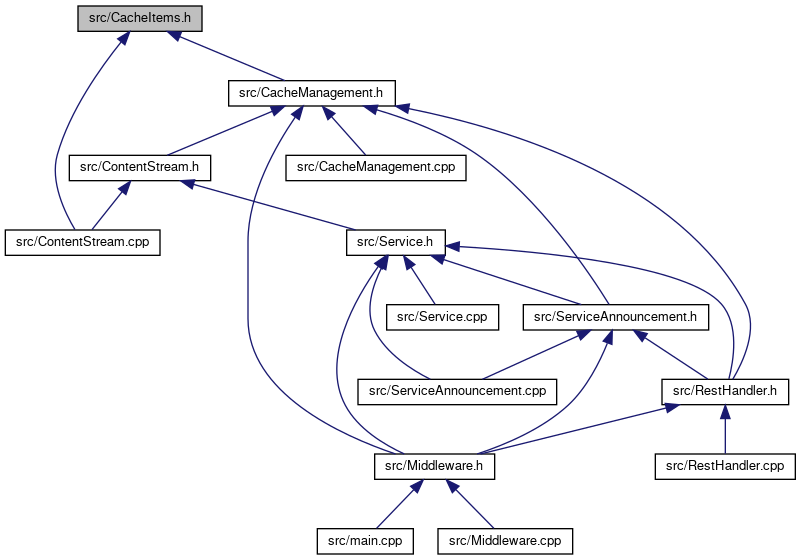 src/CacheItems.h
src/CacheManagement.h
src/ContentStream.h
src/CacheManagement.cpp
src/ContentStream.cpp
src/Service.h
src/Service.cpp
src/ServiceAnnouncement.h
src/ServiceAnnouncement.cpp
src/RestHandler.h
src/Middleware.h
src/RestHandler.cpp
src/main.cpp
src/Middleware.cpp